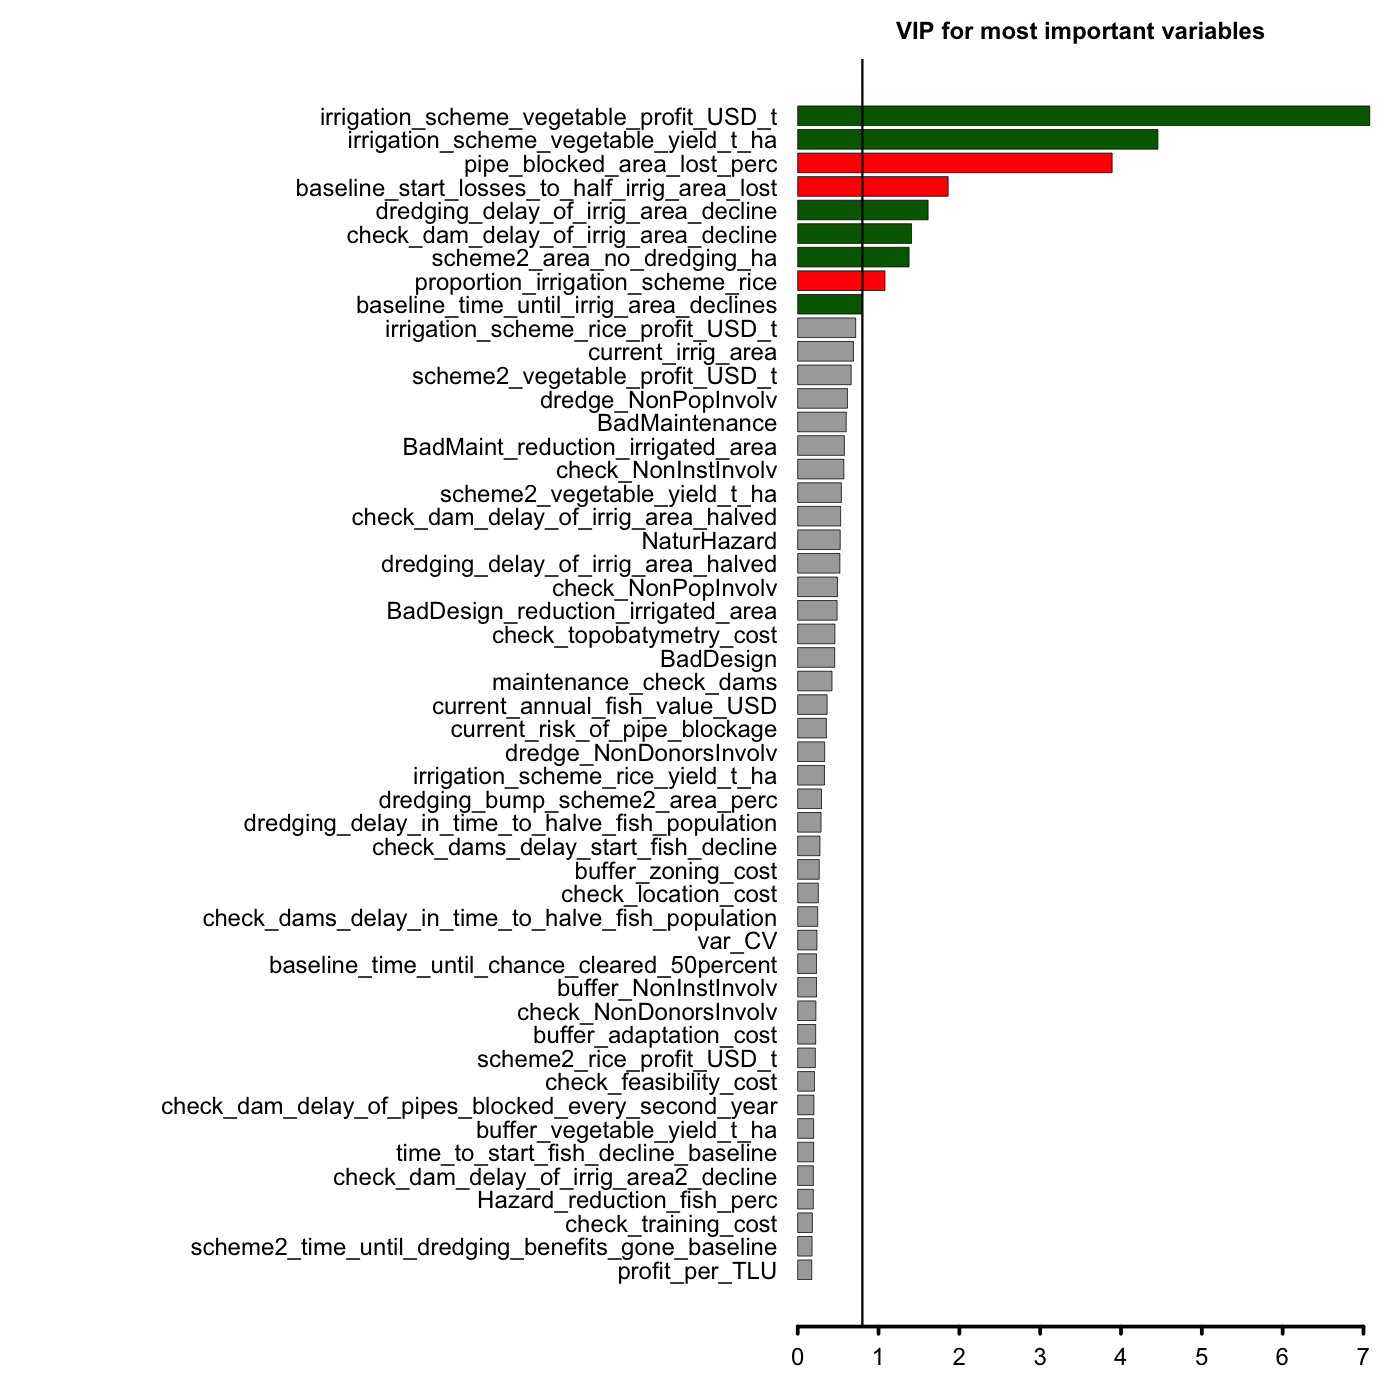 VIP for most important variables
irrigation_scheme_vegetable_profit_USD_t
irrigation_scheme_vegetable_yield_t_ha
pipe_blocked_area_lost_perc
baseline_start_losses_to_half_irrig_area_lost
dredging_delay_of_irrig_area_decline
check_dam_delay_of_irrig_area_decline
scheme2_area_no_dredging_ha
proportion_irrigation_scheme_rice
baseline_time_until_irrig_area_declines
irrigation_scheme_rice_profit_USD_t
current_irrig_area
scheme2_vegetable_profit_USD_t
dredge_NonPopInvolv
BadMaintenance
BadMaint_reduction_irrigated_area
check_NonInstInvolv
scheme2_vegetable_yield_t_ha
check_dam_delay_of_irrig_area_halved
NaturHazard
dredging_delay_of_irrig_area_halved
check_NonPopInvolv
BadDesign_reduction_irrigated_area
check_topobatymetry_cost
BadDesign
maintenance_check_dams
current_annual_fish_value_USD
current_risk_of_pipe_blockage
dredge_NonDonorsInvolv
irrigation_scheme_rice_yield_t_ha
dredging_bump_scheme2_area_perc
dredging_delay_in_time_to_halve_fish_population
check_dams_delay_start_fish_decline
buffer_zoning_cost
check_location_cost
check_dams_delay_in_time_to_halve_fish_population
var_CV
baseline_time_until_chance_cleared_50percent
buffer_NonInstInvolv
check_NonDonorsInvolv
buffer_adaptation_cost
scheme2_rice_profit_USD_t
check_feasibility_cost
check_dam_delay_of_pipes_blocked_every_second_year
buffer_vegetable_yield_t_ha
time_to_start_fish_decline_baseline
check_dam_delay_of_irrig_area2_decline
Hazard_reduction_fish_perc
check_training_cost
scheme2_time_until_dredging_benefits_gone_baseline
profit_per_TLU
0 1 2 3 4 5 6 7